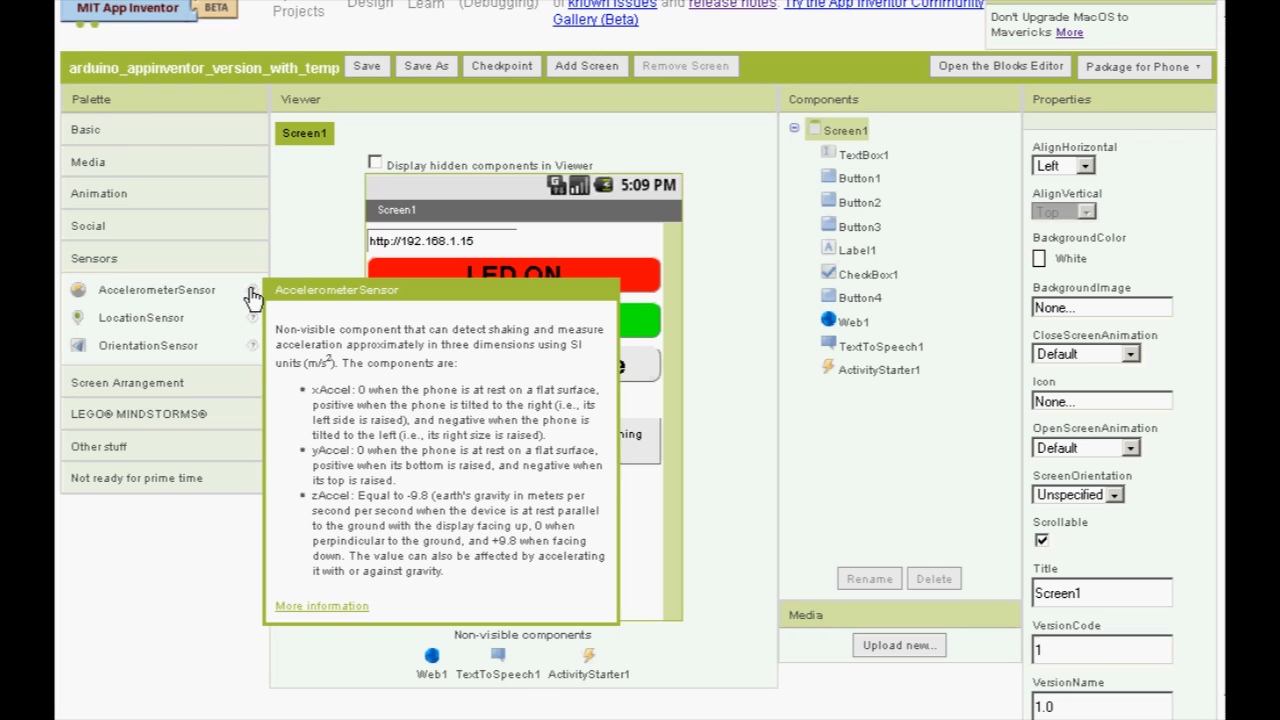 MIT App Inventor
BETA
Projects
Design
Learn
(Debugging)
of known issues and release notes. Try the App Inventor Community
Gallery (Beta)
Don't Upgrade MacOS to
Mavericks More
arduino_appinventor_version_with_temp
Save
Save As
Checkpoint
Add Screen
Remove Screen
Open the Blocks Editor
Package for Phone
Palette
Basic
Media
Animation
Social
Sensors
AccelerometerSensor
LocationSensor
?
OrientationSensor
?
Screen Arrangement
LEGO® MINDSTORMS®
Other stuff
Not ready for prime time
Viewer
Screen1
Display hidden components in Viewer
5:09 PM
Screen1
http://192.168.1.15
LED ON
AccelerometerSensor
Non-visible component that can detect shaking and measure
acceleration approximately in three dimensions using SI
units (m/s2). The components are:
• xAccel: 0 when the phone is at rest on a flat surface,
positive when the phone is tilted to the right (i.e., its
left side is raised), and negative when the phone is
tilted to the left (i.e., its right size is raised).
• yAccel: 0 when the phone is at rest on a flat surface,
positive when its bottom is raised, and negative when
its top is raised.
• zAccel: Equal to -9.8 (earth's gravity in meters per
second per second when the device is at rest parallel
to the ground with the display facing up, 0 when
perpindicular to the ground, and +9.8 when facing
down. The value can also be affected by accelerating
it with or against gravity.
More information
e
ning
Non-visible components
Web1
TextToSpeech1
ActivityStarter1
Components
Screen1
TextBox1
Button1
Button2
Button3
Label1
CheckBox1
Button4
Web1
TextToSpeech1
ActivityStarter1
Rename
Delete
Media
Upload new...
Properties
AlignHorizontal
Left
AlignVertical
Top
BackgroundColor
White
BackgroundImage
None...
CloseScreenAnimation
Default
Icon
None...
OpenScreenAnimation
Default
ScreenOrientation
Unspecified
Scrollable
Title
Screen1
VersionCode
1
VersionName
1.0